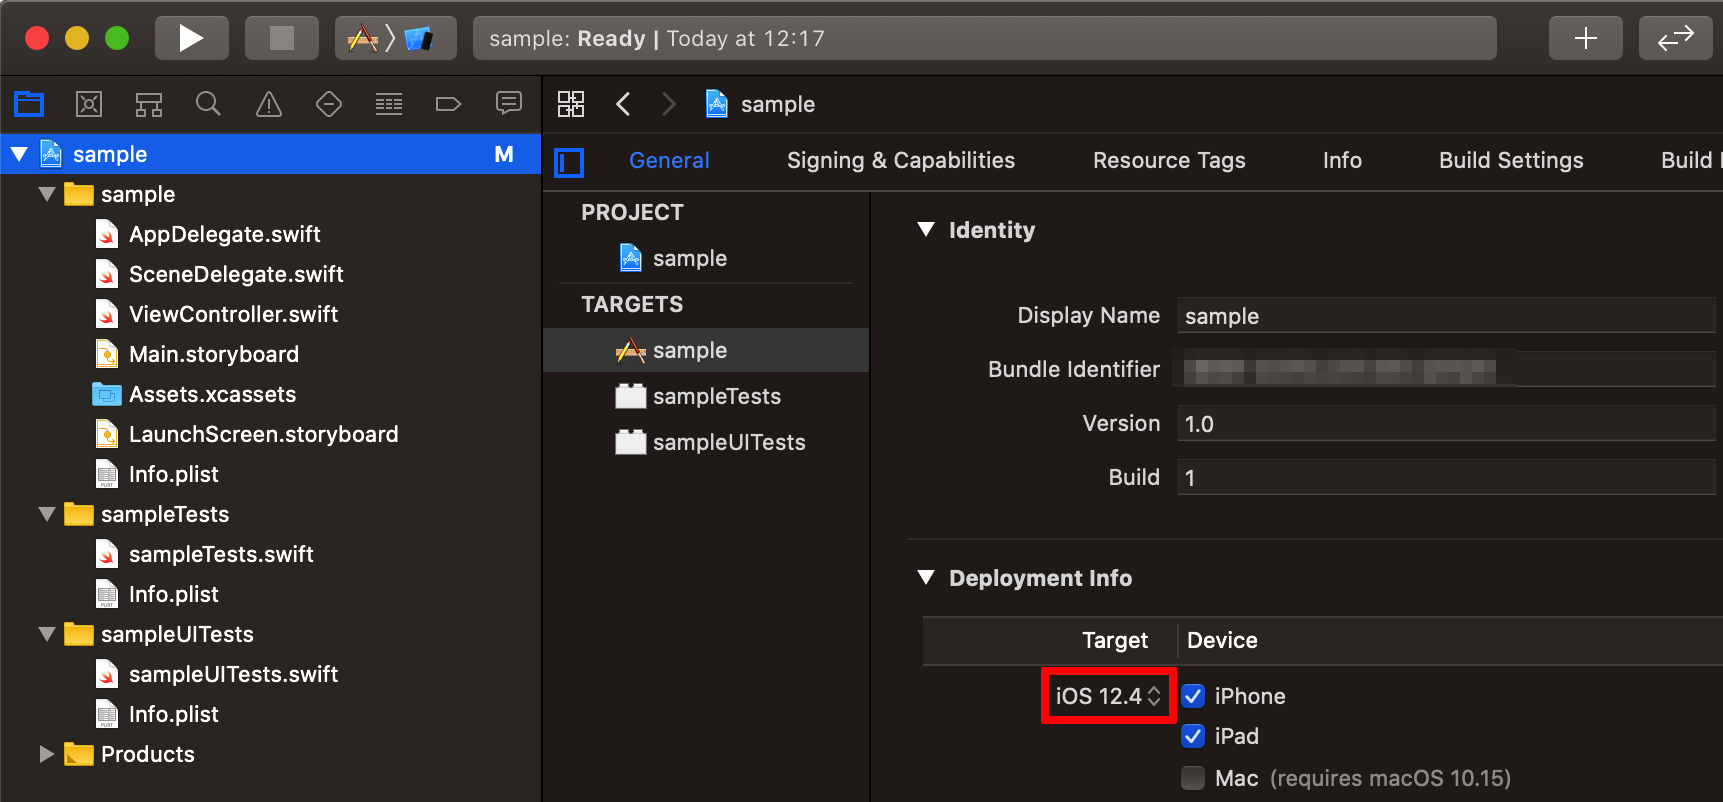 sample: Ready | Today at 12:17
sample
sample M
General Signing & Capabilities Resource Tags Info Build Settings Build
sample
AppDelegate.swift
SceneDelegate.swift
ViewController.swift
Main.storyboard
Assets.xcassets
LaunchScreen.storyboard
Info.plist
sampleTests
sampleTests.swift
Info.plist
sampleUITests
sampleUITests.swift
Info.plist
Products
PROJECT
sample
TARGETS
sample
sampleTests
sampleUITests
Identity
Display Name sample
Bundle Identifier
Version 1.0
Build 1
Deployment Info
Target Device
iOS 12.4 iPhone
iPad
Mac (requires macOS 10.15)